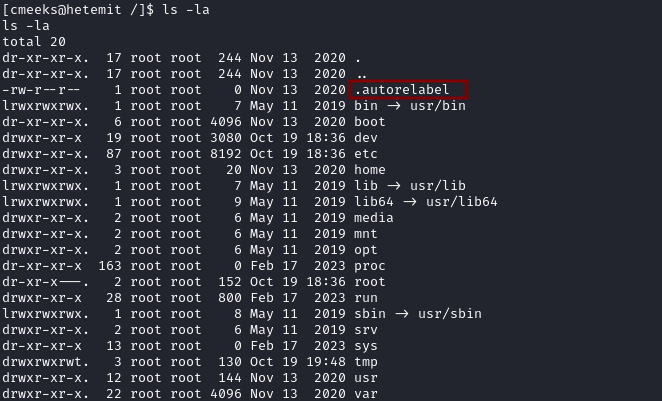 [cmeeks@hetemit /]$ ls -la
ls -la
total 20
dr-xr-xr-x.  17 root root  244 Nov 13  2020 .
dr-xr-xr-x.  17 root root  244 Nov 13  2020 ..
-rw-r--r--    1 root root    0 Nov 13  2020 .autorelabel
lrwxrwxrwx.   1 root root    7 May 11  2019 bin -> usr/bin
dr-xr-xr-x.   6 root root 4096 Nov 13  2020 boot
drwxr-xr-x   19 root root 3080 Oct 19 18:36 dev
drwxr-xr-x.  87 root root 8192 Oct 19 18:36 etc
drwxr-xr-x.   3 root root   20 Nov 13  2020 home
lrwxrwxrwx.   1 root root    7 May 11  2019 lib -> usr/lib
lrwxrwxrwx.   1 root root    9 May 11  2019 lib64 -> usr/lib64
drwxr-xr-x.   2 root root    6 May 11  2019 media
drwxr-xr-x.   2 root root    6 May 11  2019 mnt
drwxr-xr-x.   2 root root    6 May 11  2019 opt
dr-xr-xr-x  163 root root    0 Feb 17  2023 proc
dr-xr-x---.   2 root root  152 Oct 19 18:36 root
drwxr-xr-x   28 root root  800 Feb 17  2023 run
lrwxrwxrwx.   1 root root    8 May 11  2019 sbin -> usr/sbin
drwxr-xr-x.   2 root root    6 May 11  2019 srv
dr-xr-xr-x   13 root root    0 Feb 17  2023 sys
drwxrwxrwt.   3 root root  130 Oct 19 19:48 tmp
drwxr-xr-x.  12 root root  144 Nov 13  2020 usr
drwxr-xr-x.  22 root root 4096 Nov 13  2020 var